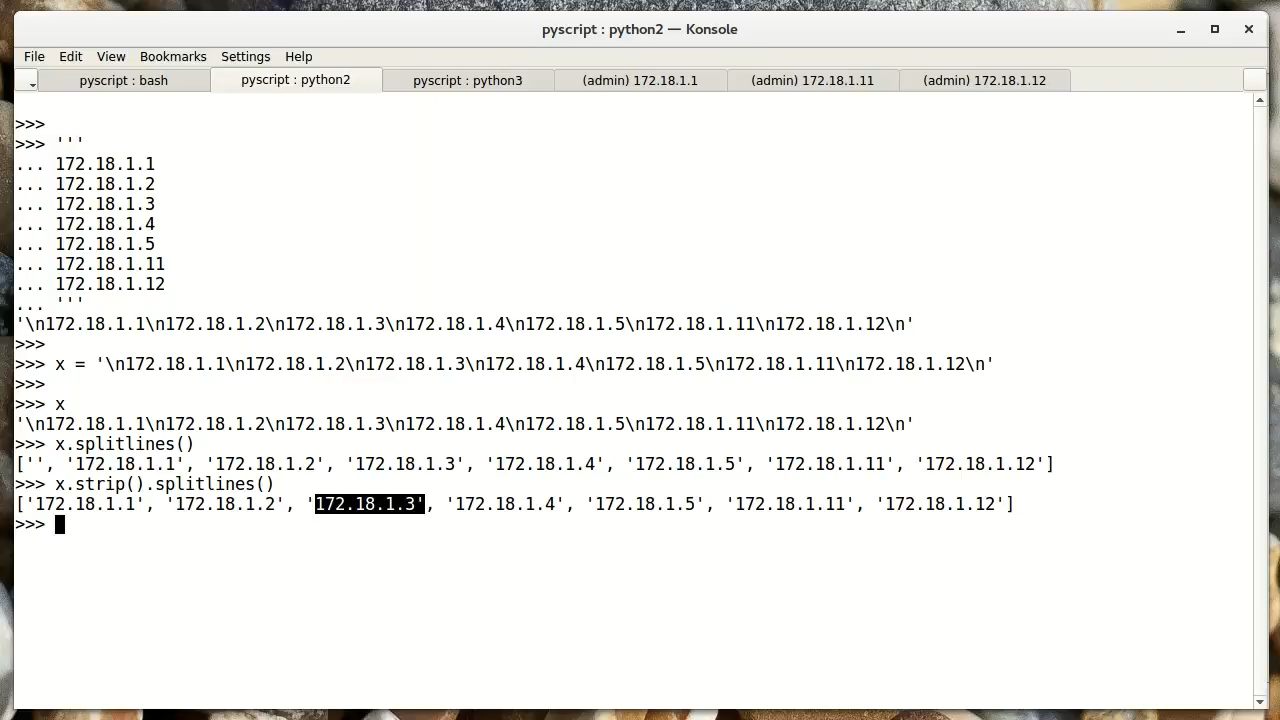 pyscript : python2 — Konsole
File Edit View Bookmarks Settings Help
pyscript : bash pyscript : python2 pyscript : python3 (admin) 172.18.1.1 (admin) 172.18.1.11 (admin) 172.18.1.12
>>>
>>> '''
... 172.18.1.1
... 172.18.1.2
... 172.18.1.3
... 172.18.1.4
... 172.18.1.5
... 172.18.1.11
... 172.18.1.12
... '''
'\n172.18.1.1\n172.18.1.2\n172.18.1.3\n172.18.1.4\n172.18.1.5\n172.18.1.11\n172.18.1.12\n'
>>>
>>> x = '\n172.18.1.1\n172.18.1.2\n172.18.1.3\n172.18.1.4\n172.18.1.5\n172.18.1.11\n172.18.1.12\n'
>>>
>>> x
'\n172.18.1.1\n172.18.1.2\n172.18.1.3\n172.18.1.4\n172.18.1.5\n172.18.1.11\n172.18.1.12\n'
>>> x.splitlines()
['', '172.18.1.1', '172.18.1.2', '172.18.1.3', '172.18.1.4', '172.18.1.5', '172.18.1.11', '172.18.1.12']
>>> x.strip().splitlines()
['172.18.1.1', '172.18.1.2', '172.18.1.3', '172.18.1.4', '172.18.1.5', '172.18.1.11', '172.18.1.12']
>>>